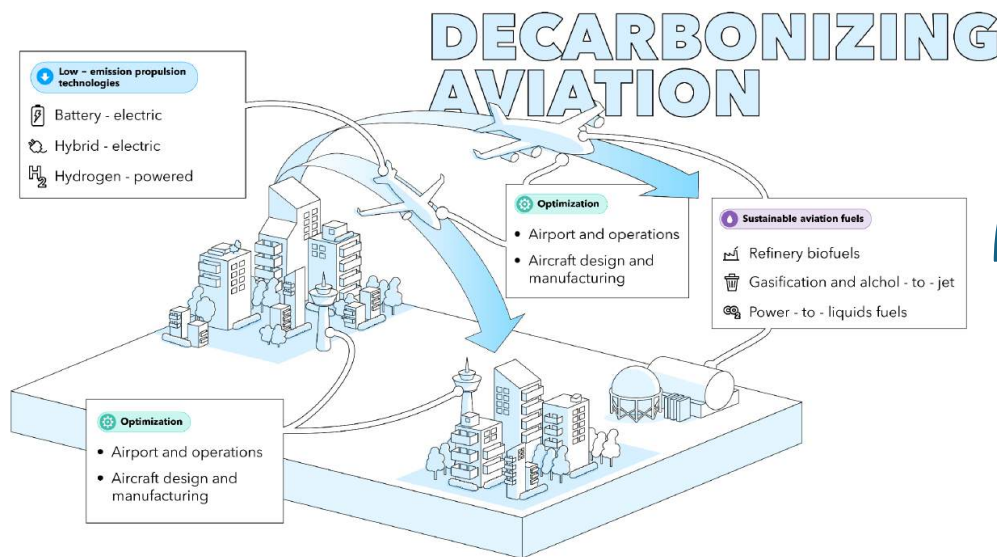 DECARBONIZING
AVIATION
Low – emission propulsion
technologies
Battery - electric
Hybrid - electric
H2
Hydrogen - powered
Optimization
• Airport and operations
• Aircraft design and
manufacturing
Sustainable aviation fuels
Refinery biofuels
Gasification and alchol - to - jet
CO2
Power - to - liquids fuels
Optimization
• Airport and operations
• Aircraft design and
manufacturing